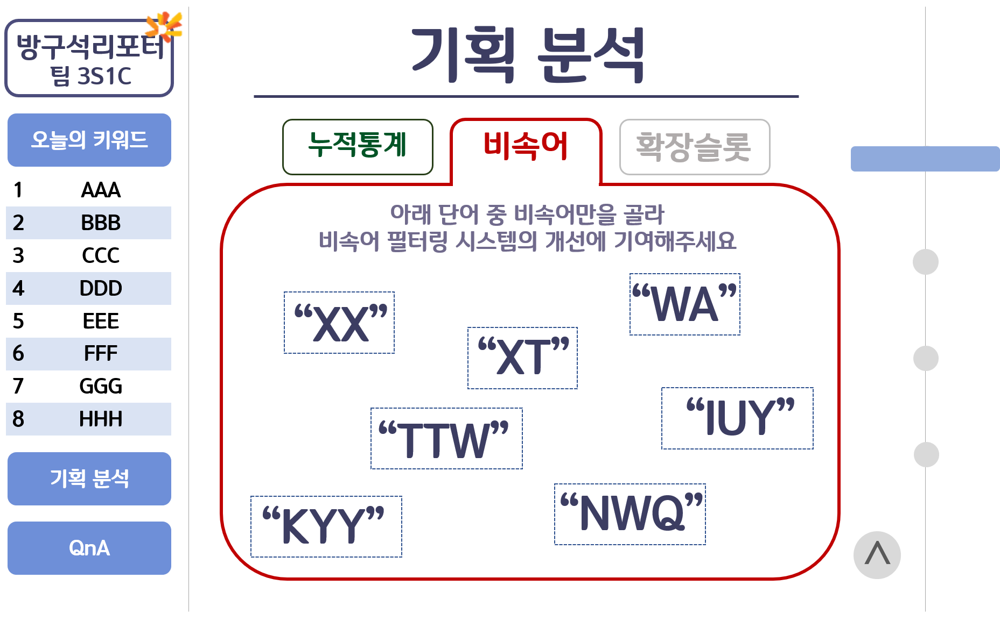 방구석리포터
팀 3S1C
오늘의 키워드
1 AAA
2 BBB
3 CCC
4 DDD
5 EEE
6 FFF
7 GGG
8 HHH
기획 분석
QnA
기획 분석
누적통계
비속어
확장슬롯
아래 단어 중 비속어만을 골라
비속어 필터링 시스템의 개선에 기여해주세요
“WA”
“XX”
“XT”
“IUY”
“TTW”
“NWQ”
“KYY”